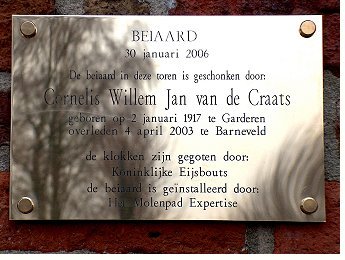 BEIAARD
30 januari 2006
De beiaard in deze toren is geschonken door:
Cornelis Willem Jan van de Craats
geboren op 2 januari 1917 te Garderen
overleden 4 april 2003 te Barneveld
de klokken zijn gegoten door:
Koninklijke Eijsbouts
de beiaard is geïnstalleerd door:
Het Molenpad Expertise